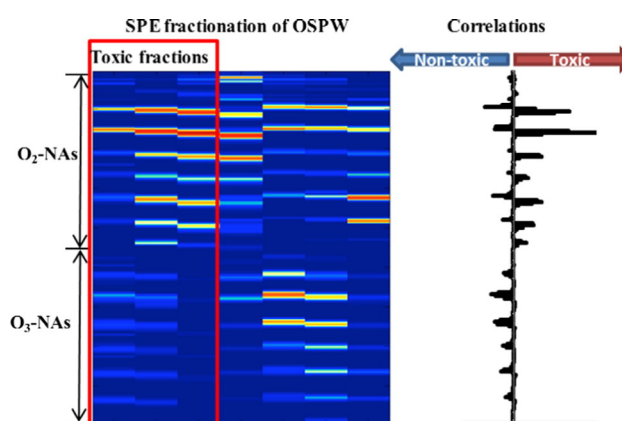 SPE fractionation of OSPW
Correlations
Toxic fractions
Non-toxic
Toxic
O₂-NAs
O₃-NAs